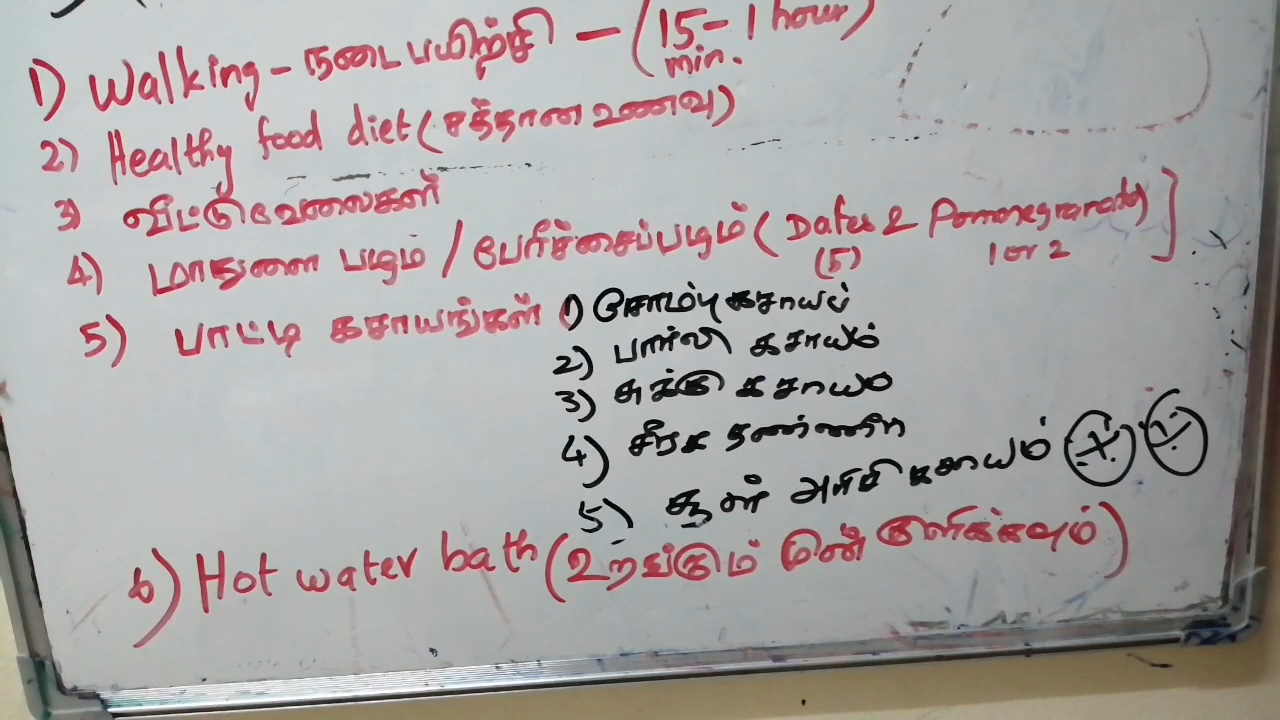 1) Walking - நடை பயிற்சி - (15 - 1 hour)
min.
2) Healthy food diet (சத்தான உணவு)
3) வீட்டு வேலைகள்
4) மாதுளை பழம் / பேரிச்சைப்பழம் (Dates & Pomonegranate)]
(5) 1 or 2
5) பாட்டி கசாயங்கள் (1) சோம்பு கசாயம்
2) பார்லி கசாயம்
3) சுக்கு கசாயம்
4) சீரக தண்ணீர்
5) அரிசி கசாயம்
6) Hot water bath (உறங்கும் முன் குளிக்கவும்)